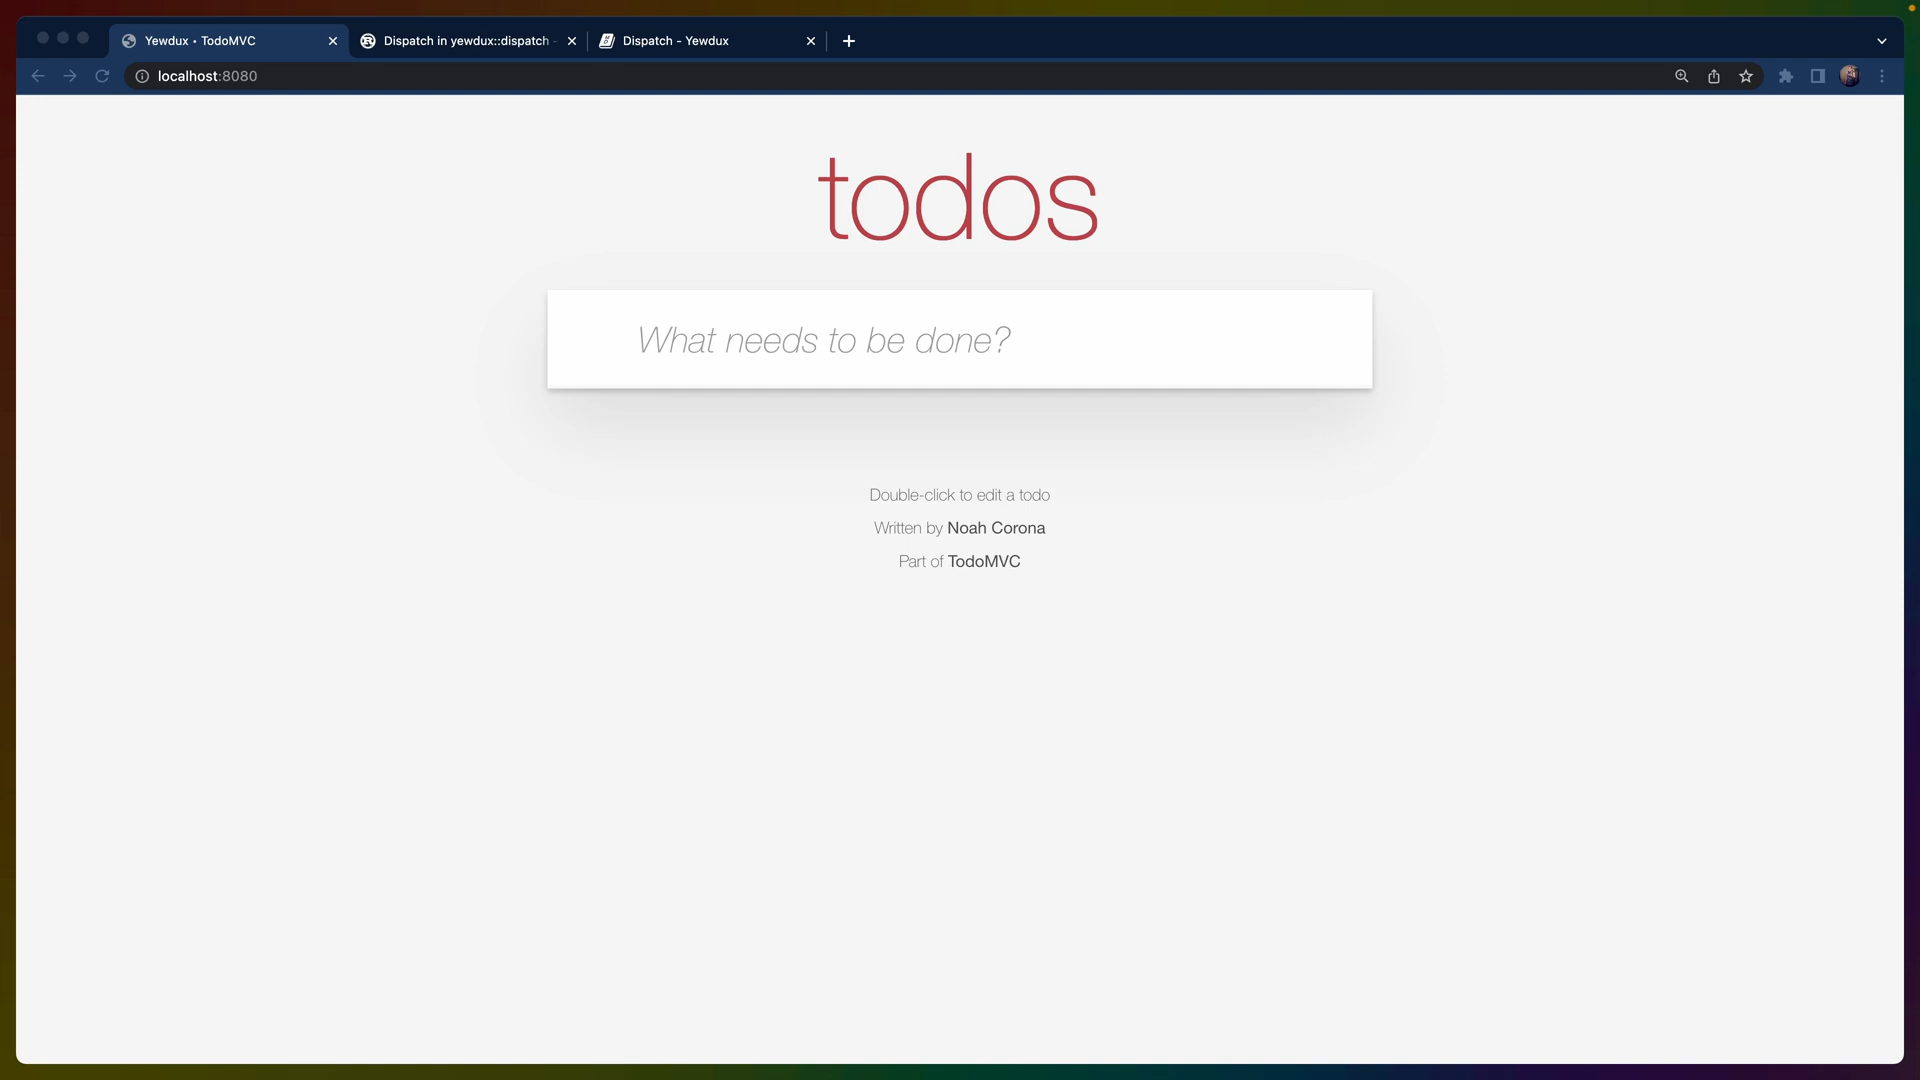 Yewdux • TodoMVC
Dispatch in yewdux::dispatch -
Dispatch - Yewdux
localhost:8080
todos
What needs to be done?
Double-click to edit a todo
Written by Noah Corona
Part of TodoMVC